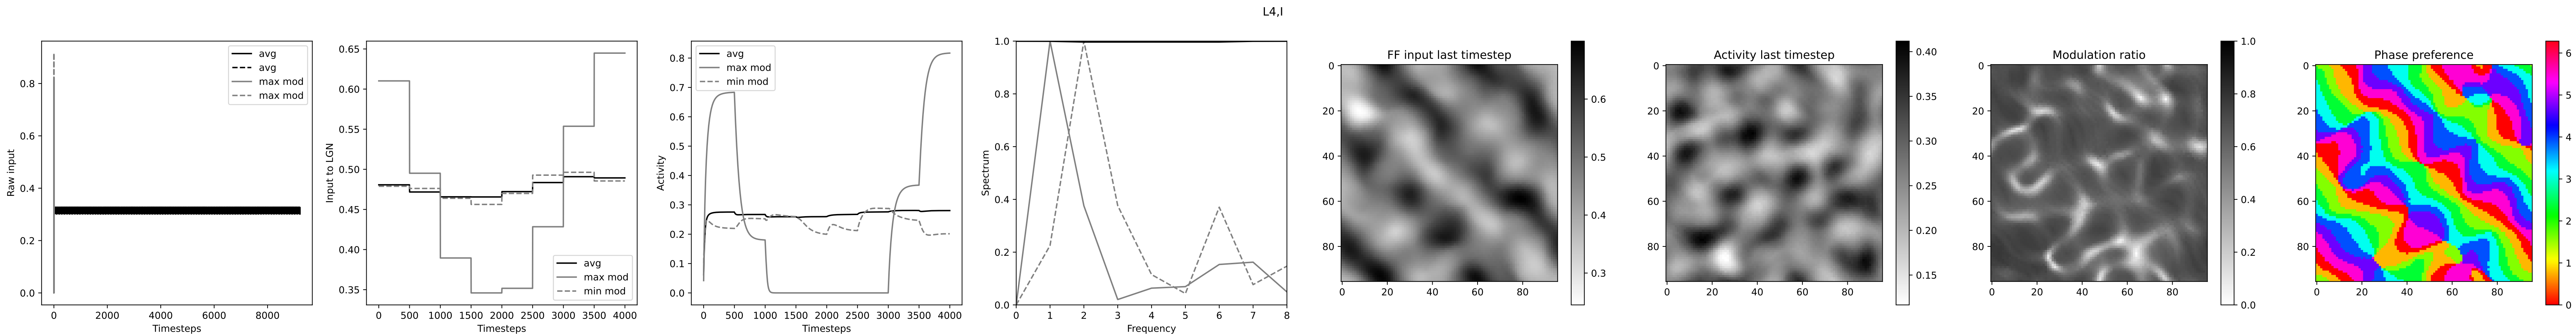 L4,I
Raw input
0.8
0.6
0.4
0.2
0.0
0 2000 4000 6000 8000
Timesteps
avg
avg
max mod
max mod
Input to LGN
0.65
0.60
0.55
0.50
0.45
0.40
0.35
0 500 1000 1500 2000 2500 3000 3500 4000
Timesteps
avg
max mod
min mod
Activity
0.8
0.7
0.6
0.5
0.4
0.3
0.2
0.1
0.0
0 500 1000 1500 2000 2500 3000 3500 4000
Timesteps
avg
max mod
min mod
Spectrum
1.0
0.8
0.6
0.4
0.2
0.0
0 1 2 3 4 5 6 7 8
Frequency
FF input last timestep
0
20
40
60
80
0 20 40 60 80
0.6
0.5
0.4
0.3
Activity last timestep
0
20
40
60
80
0 20 40 60 80
0.40
0.35
0.30
0.25
0.20
0.15
Modulation ratio
0
20
40
60
80
0 20 40 60 80
1.0
0.8
0.6
0.4
0.2
0.0
Phase preference
0
20
40
60
80
0 20 40 60 80
6
5
4
3
2
1
0